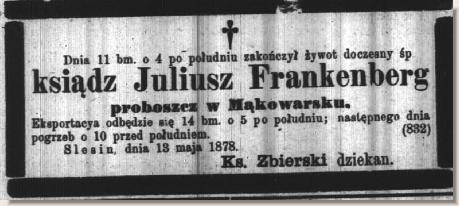 Dnia 11 bm. o 4 po południu zakończył żywot doczesny śp
ksiądz Juliusz Frankenberg
proboszcz w Mąkowarsku.
Eksportacya odbędzie się 14 bm. o 5 po południu; następnego dnia
pogrzeb o 10 przed południem. (832)
Slesin, dnia 13 maja 1878.
Ks. Zbierski dziekan.